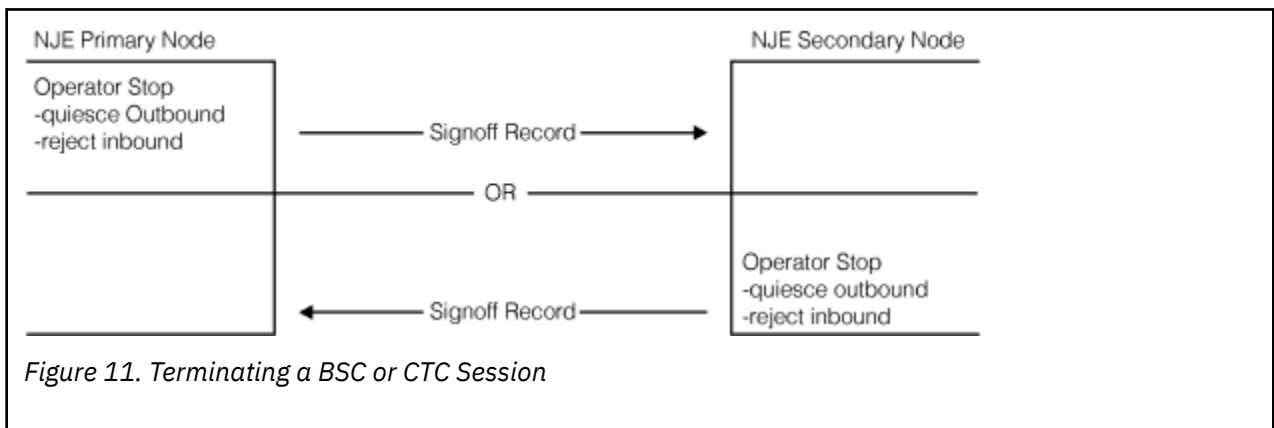 NJE Primary Node
NJE Secondary Node
Operator Stop
-quiesce Outbound
-reject inbound
Signoff Record
OR
Operator Stop
-quiesce outbound
-reject inbound
Signoff Record
Figure 11. Terminating a BSC or CTC Session